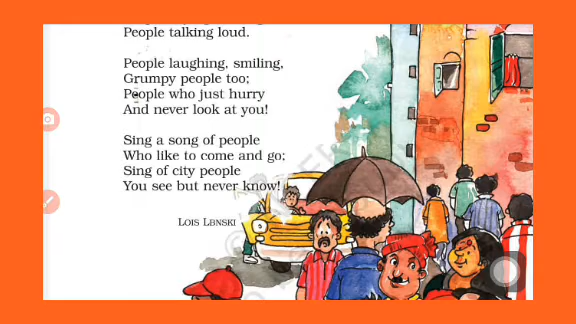 People talking loud.
People laughing, smiling,
Grumpy people too;
People who just hurry
And never look at you!
Sing a song of people
Who like to come and go;
Sing of city people
You see but never know!
LOIS LENSKI